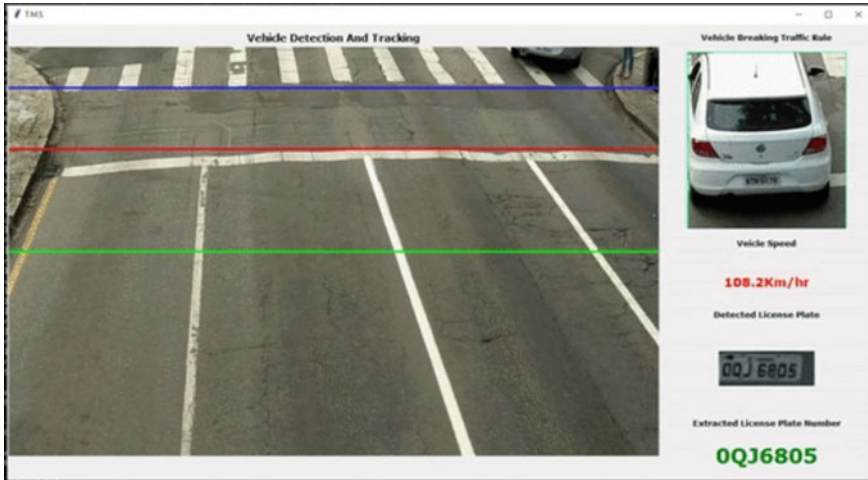 TMS
Vehicle Detection And Tracking
Vehicle Breaking Traffic Rule
Veicle Speed
108.2Km/hr
Detected License Plate
0QJ 6805
Extracted License Plate Number
0QJ6805